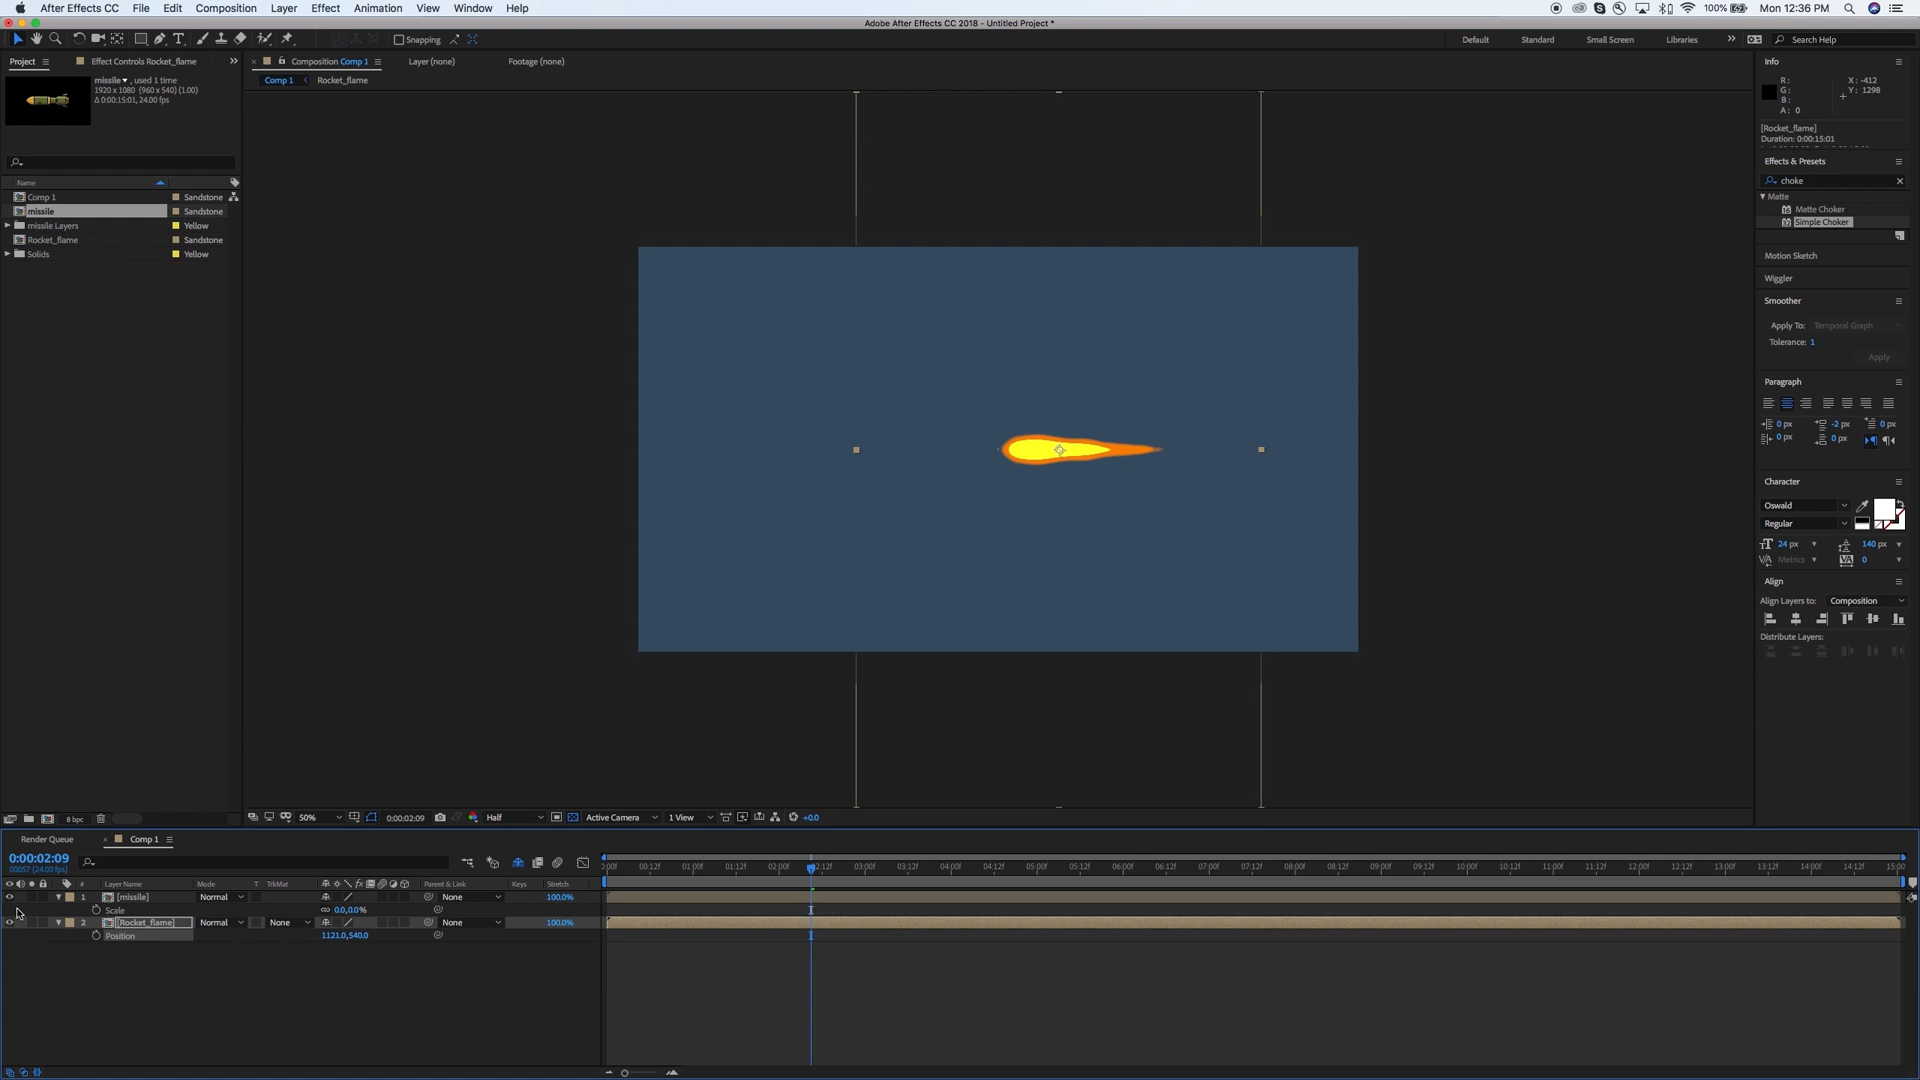 After Effects CC File Edit Composition Layer Effect Animation View Window Help 100% Mon 12:36 PM
Adobe After Effects CC 2018 - Untitled Project *
Snapping Default Standard Small Screen Libraries Search Help
Project Effect Controls Rocket_flame
missile, used 1 time
1920 x 1080 (960 x 540) (1.00)
Δ 0:00:15:01, 24.00 fps
Name
Comp 1 Sandstone
missile Sandstone
missile Layers Yellow
Rocket_flame Sandstone
Solids Yellow
8 bpc
Composition Comp 1 Layer (none) Footage (none)
Comp 1 Rocket_flame
50% 0:00:02:09 Half Active Camera 1 View +0.0
Info
R: X: -412
G: Y: 1298
B:
A: 0
[Rocket_flame]
Duration: 0:00:15:01
Effects & Presets
choke
Matte
Matte Choker
Simple Choker
Motion Sketch
Wiggler
Smoother
Apply To: Temporal Graph
Tolerance: 1
Apply
Paragraph
0 px -2 px 0 px
0 px 0 px
Character
Oswald
Regular
24 px 140 px
Metrics 0
Align
Align Layers to: Composition
Distribute Layers:
Render Queue Comp 1
0:00:02:09
00057 (24.00 fps)
:00f 00:12f 01:00f 01:12f 02:00f 02:12f 03:00f 03:12f 04:00f 04:12f 05:00f 05:12f 06:00f 06:12f 07:00f 07:12f 08:00f 08:12f 09:00f 09:12f 10:00f 10:12f 11:00f 11:12f 12:00f 12:12f 13:00f 13:12f 14:00f 14:12f 15:00
# Layer Name Mode T TrkMat Parent & Link Keys Stretch
1 [missile] Normal None 100.0%
Scale 0.0,0.0%
2 [Rocket_flame] Normal None None 100.0%
Position 1121.0,540.0